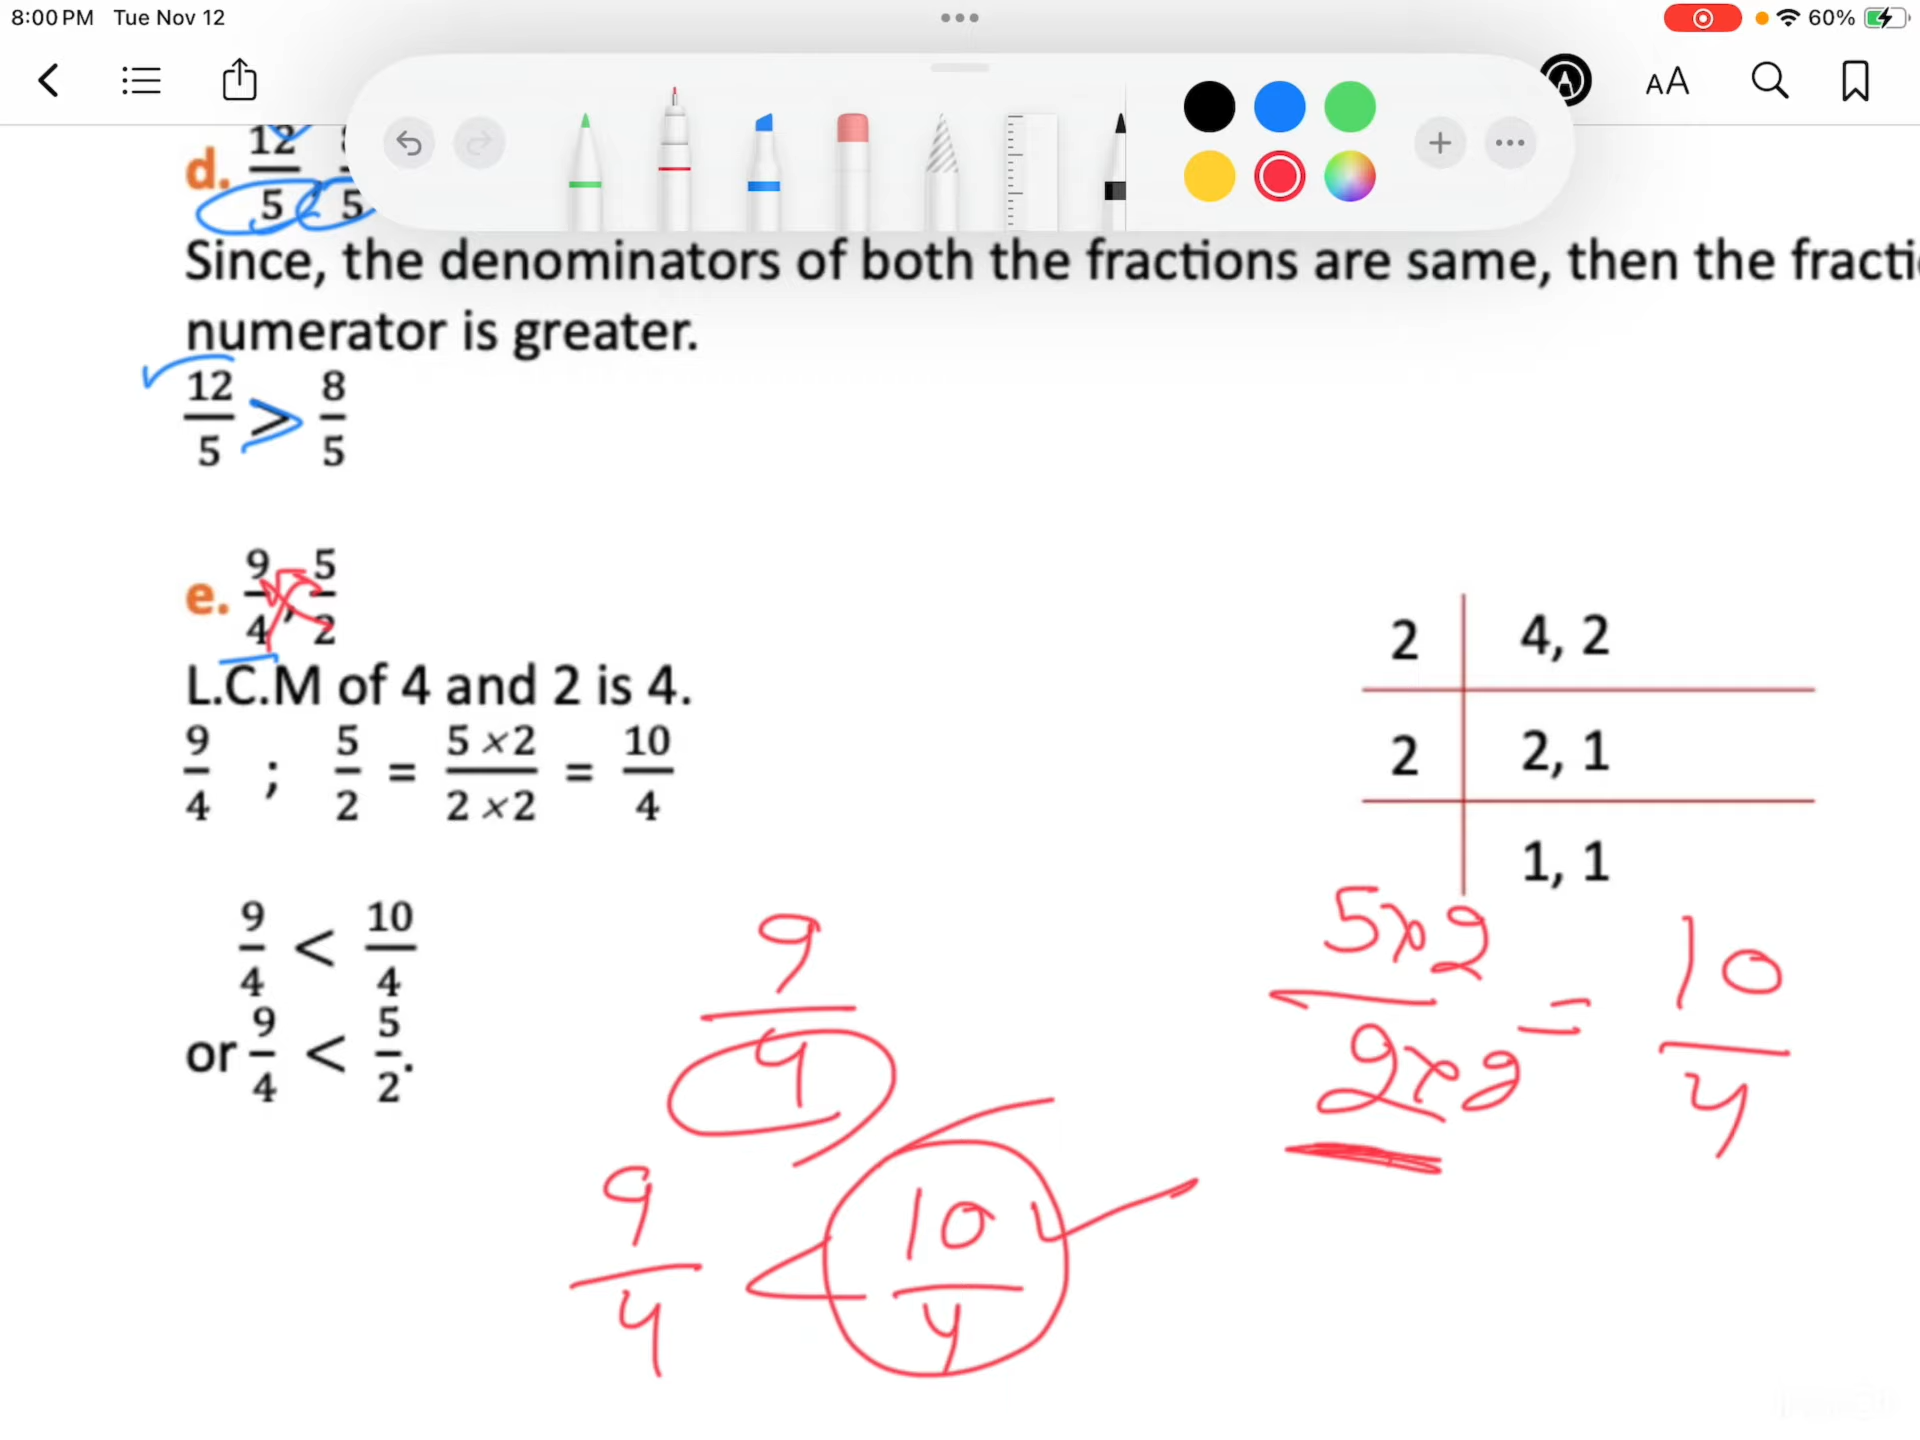 8:00 PM Tue Nov 12
60%
AA
d. 12/5, 8/5
Since, the denominators of both the fractions are same, then the
numerator is greater.
12/5 > 8/5
e. 9/4, 5/2
L.C.M of 4 and 2 is 4.
9/4 ; 5/2 = 5×2/2×2 = 10/4
9/4 < 10/4
or 9/4 < 5/2.
2 | 4, 2
2 | 2, 1
1, 1
9/4
5×2/2×2 = 10/4
9/4 < 10/4